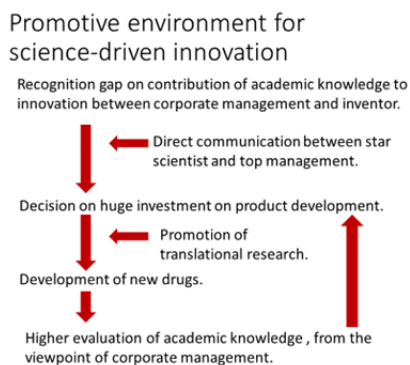 Promotive environment for
science-driven innovation
Recognition gap on contribution of academic knowledge to
innovation between corporate management and inventor.
Direct communication between star
scientist and top management.
Decision on huge investment on product development.
Promotion of
translational research.
Development of new drugs.
Higher evaluation of academic knowledge , from the
viewpoint of corporate management.